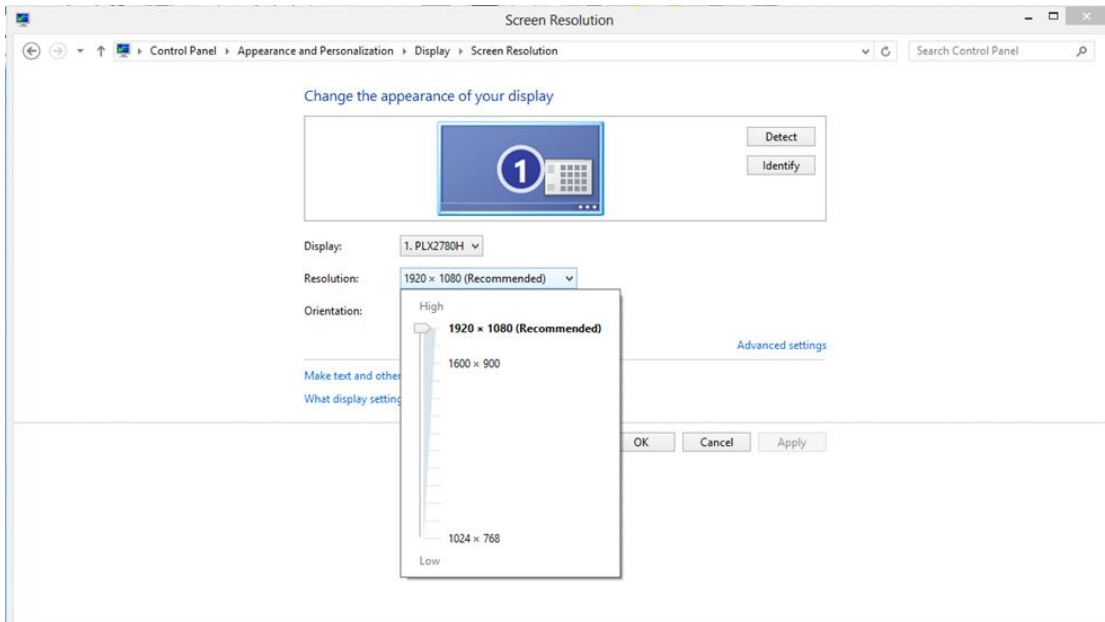 Screen Resolution
Control Panel Appearance and Personalization Display Screen Resolution Search Control Panel
Change the appearance of your display
1
Detect
Identify
Display: 1. PLX2780H
Resolution: 1920 × 1080 (Recommended)
Orientation:
High
1920 × 1080 (Recommended)
1600 × 900
1024 × 768
Low
Advanced settings
Make text and other
What display setting
OK Cancel Apply